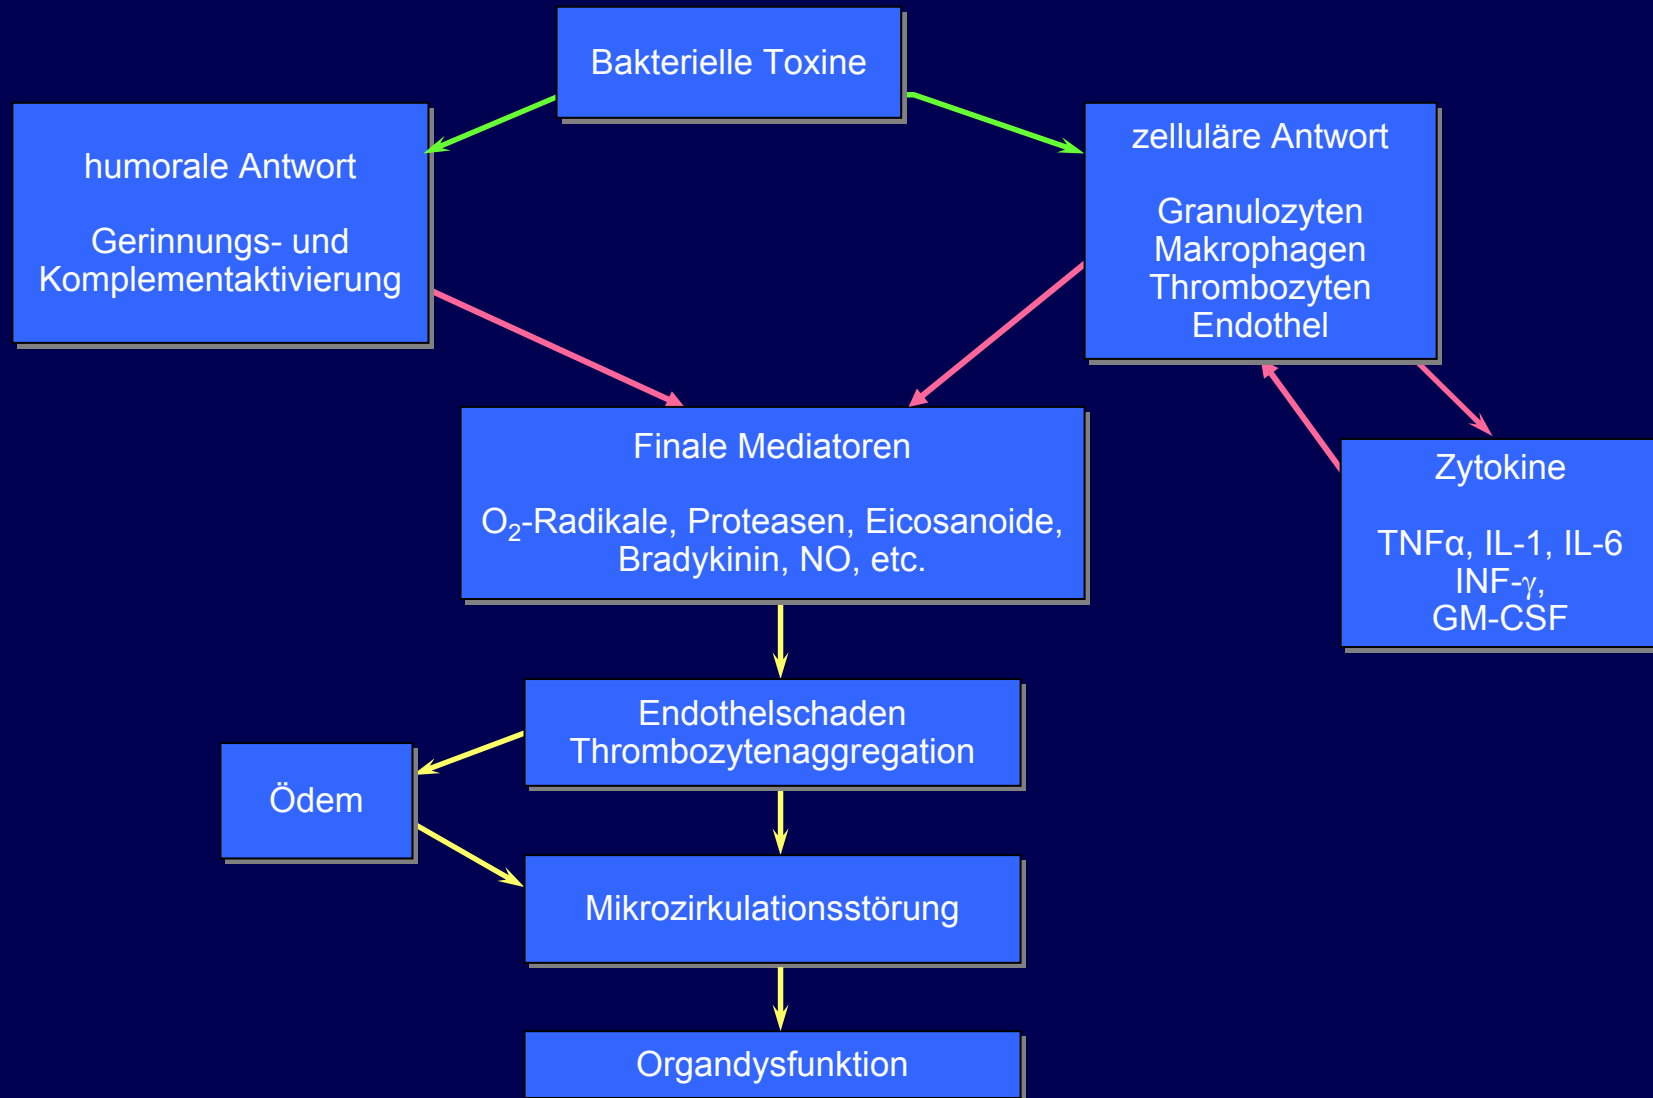 Bakterielle Toxine
humorale Antwort
Gerinnungs- und
Komplementaktivierung
zelluläre Antwort
Granulozyten
Makrophagen
Thrombozyten
Endothel
Finale Mediatoren
O₂-Radikale, Proteasen, Eicosanoide,
Bradykinin, NO, etc.
Zytokine
TNFα, IL-1, IL-6
INF-γ,
GM-CSF
Endothelschaden
Thrombozytenaggregation
Ödem
Mikrozirkulationsstörung
Organdysfunktion